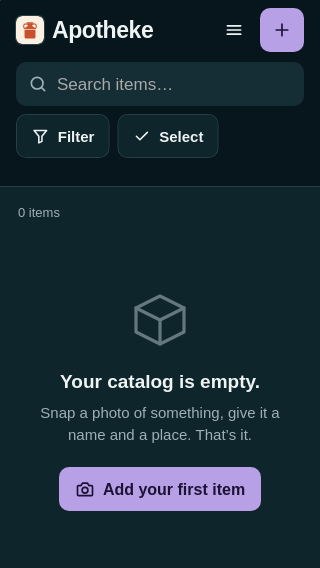 Apotheke
Search items…
Filter
Select
0 items
Your catalog is empty.
Snap a photo of something, give it a
name and a place. That’s it.
Add your first item